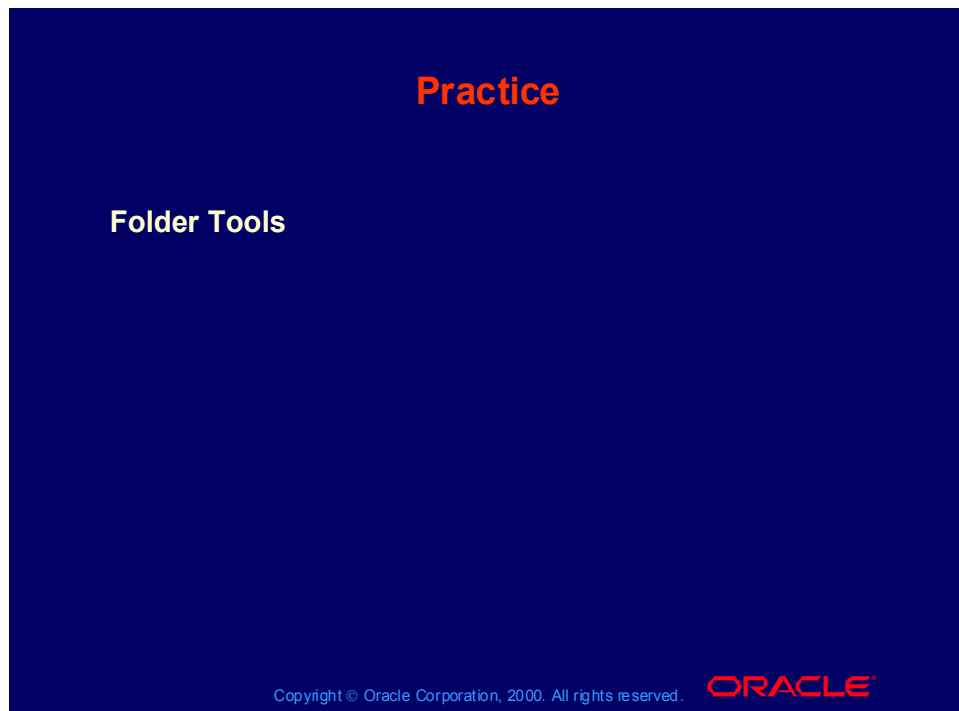 Practice
Folder Tools
Copyright © Oracle Corporation, 2000. All rights reserved.
ORACLE®